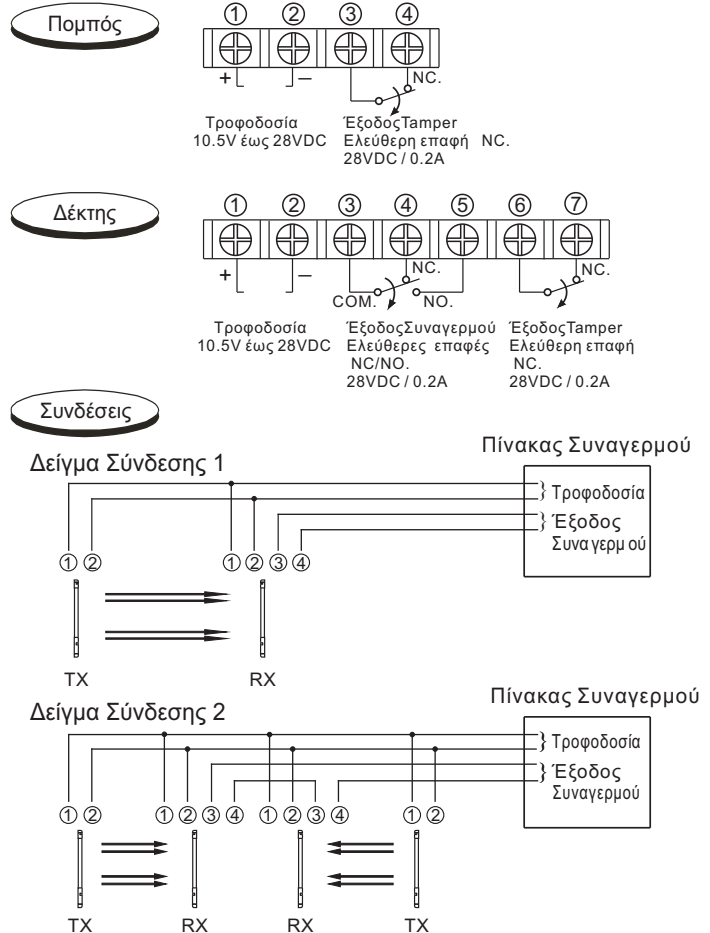 Πομπός
① ② ③ ④
+ − NC.
Τροφοδοσία
10.5V έως 28VDC
ΈξοδοςTamper
Ελεύθερη επαφή NC.
28VDC / 0.2A
Δέκτης
① ② ③ ④ ⑤ ⑥ ⑦
+ − NC. NC.
COM. NO.
Τροφοδοσία
10.5V έως 28VDC
ΈξοδοςΣυναγερμού
Ελεύθερες επαφές
NC/NO.
28VDC / 0.2A
ΈξοδοςTamper
Ελεύθερη επαφή
NC.
28VDC / 0.2A
Συνδέσεις
Δείγμα Σύνδεσης 1
Πίνακας Συναγερμού
Τροφοδοσία
Έξοδος
Συναγερμού
① ② ① ② ③ ④
TX RX
Δείγμα Σύνδεσης 2
Πίνακας Συναγερμού
Τροφοδοσία
Έξοδος
Συναγερμού
① ② ① ② ③ ④ ① ② ③ ④ ① ②
TX RX RX TX